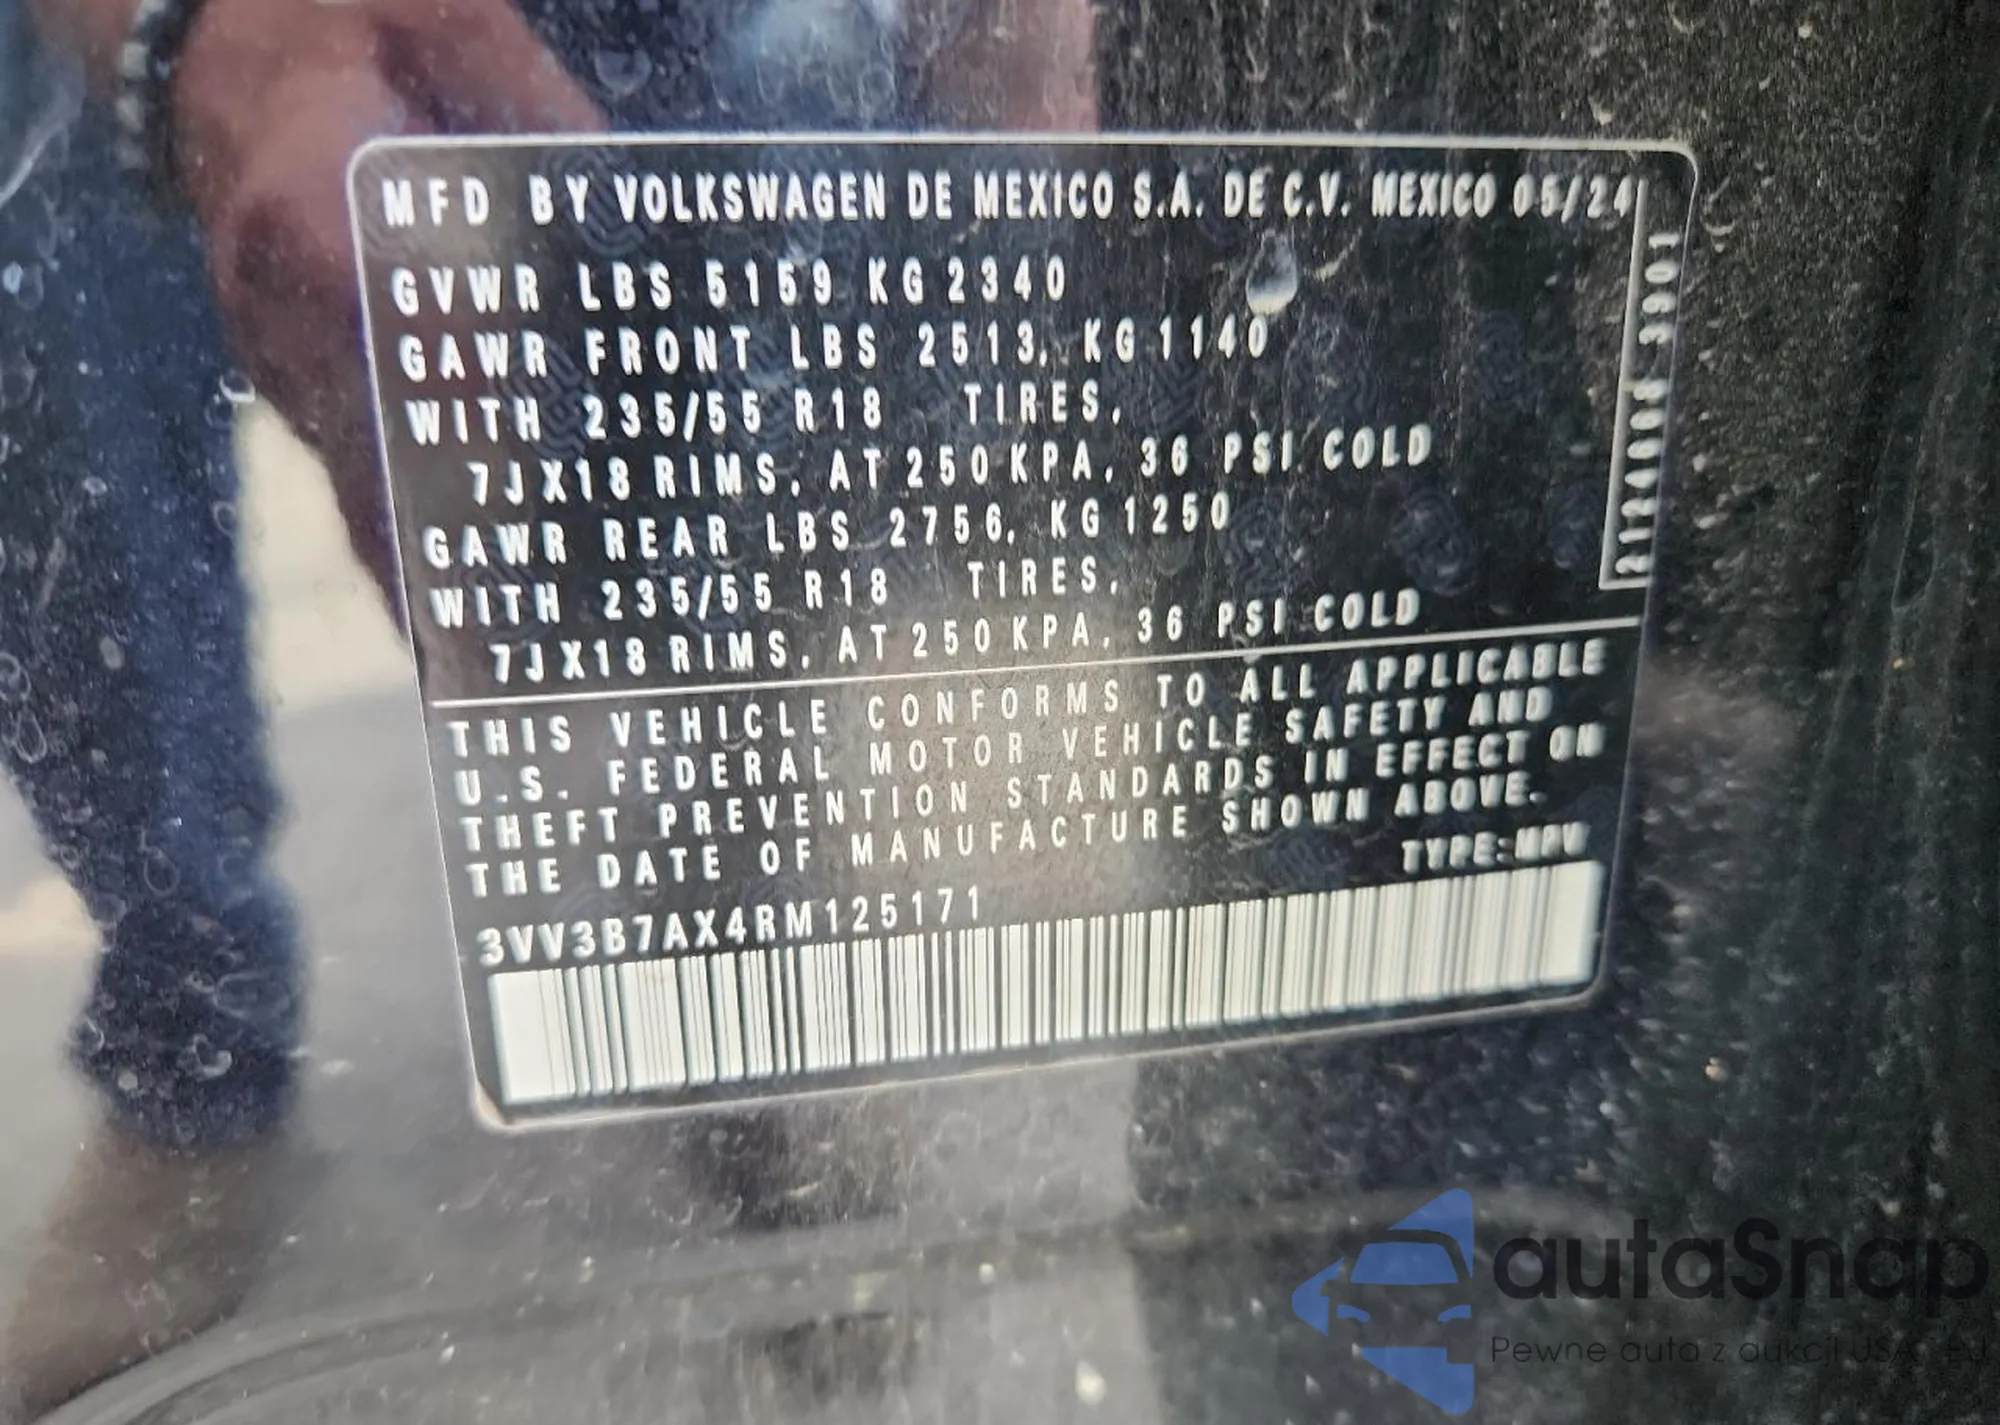 MFD BY VOLKSWAGEN DE MEXICO S.A. DE C.V. MEXICO 05/24
GVWR LBS 5159 KG 2340
GAWR FRONT LBS 2513, KG 1140
WITH 235/55 R18 TIRES,
7JX18 RIMS, AT 250 KPA, 36 PSI COLD
GAWR REAR LBS 2756, KG 1250
WITH 235/55 R18 TIRES,
7JX18 RIMS, AT 250 KPA, 36 PSI COLD
THIS VEHICLE CONFORMS TO ALL APPLICABLE
U.S. FEDERAL MOTOR VEHICLE SAFETY AND
THEFT PREVENTION STANDARDS IN EFFECT ON
THE DATE OF MANUFACTURE SHOWN ABOVE.
TYPE:MPV
3VV3B7AX4RM125171
autaSnap
Pewne auta z aukcji USA i EU